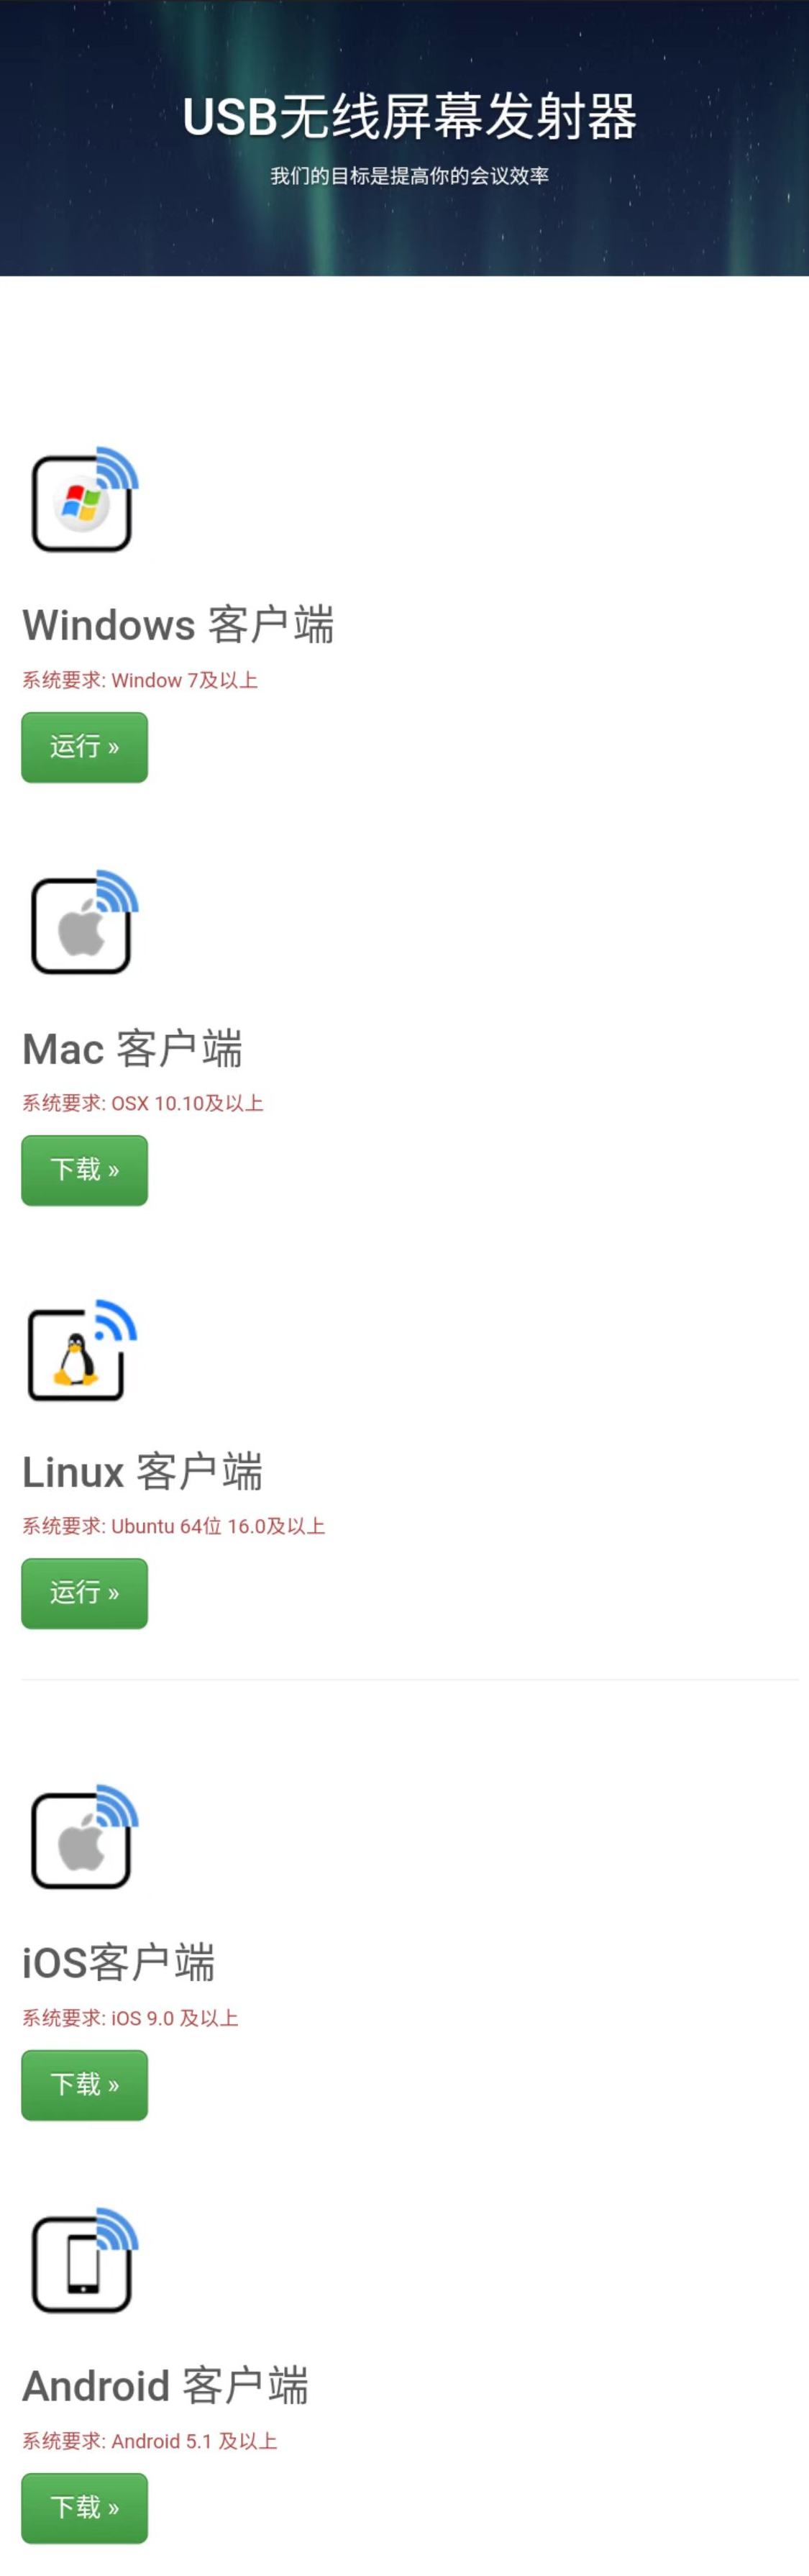 USB无线屏幕发射器
我们的目标是提高你的会议效率
Windows 客户端
系统要求: Window 7及以上
运行 »
Mac 客户端
系统要求: OSX 10.10及以上
下载 »
Linux 客户端
系统要求: Ubuntu 64位 16.0及以上
运行 »
iOS客户端
系统要求: iOS 9.0 及以上
下载 »
Android 客户端
系统要求: Android 5.1 及以上
下载 »